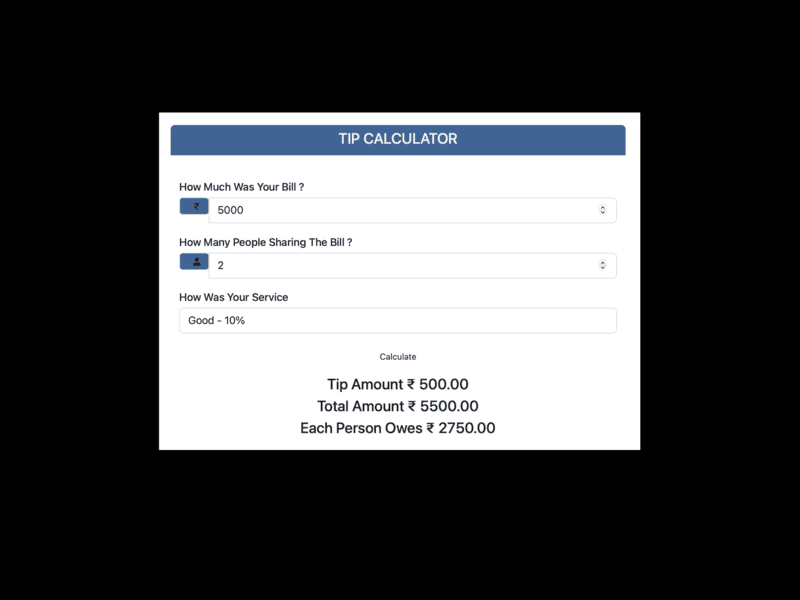 TIP CALCULATOR
How Much Was Your Bill ?
₹ 5000
How Many People Sharing The Bill ?
2
How Was Your Service
Good - 10%
Calculate
Tip Amount ₹ 500.00
Total Amount ₹ 5500.00
Each Person Owes ₹ 2750.00